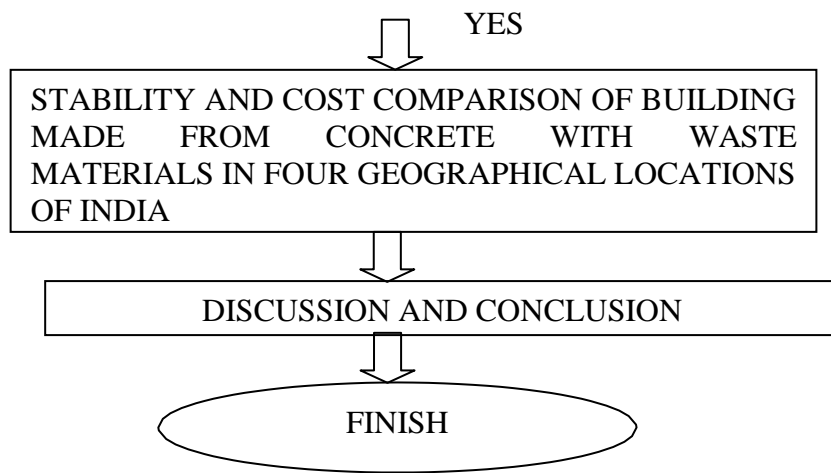 YES
STABILITY AND COST COMPARISON OF BUILDING
MADE FROM CONCRETE WITH WASTE
MATERIALS IN FOUR GEOGRAPHICAL LOCATIONS
OF INDIA
DISCUSSION AND CONCLUSION
FINISH